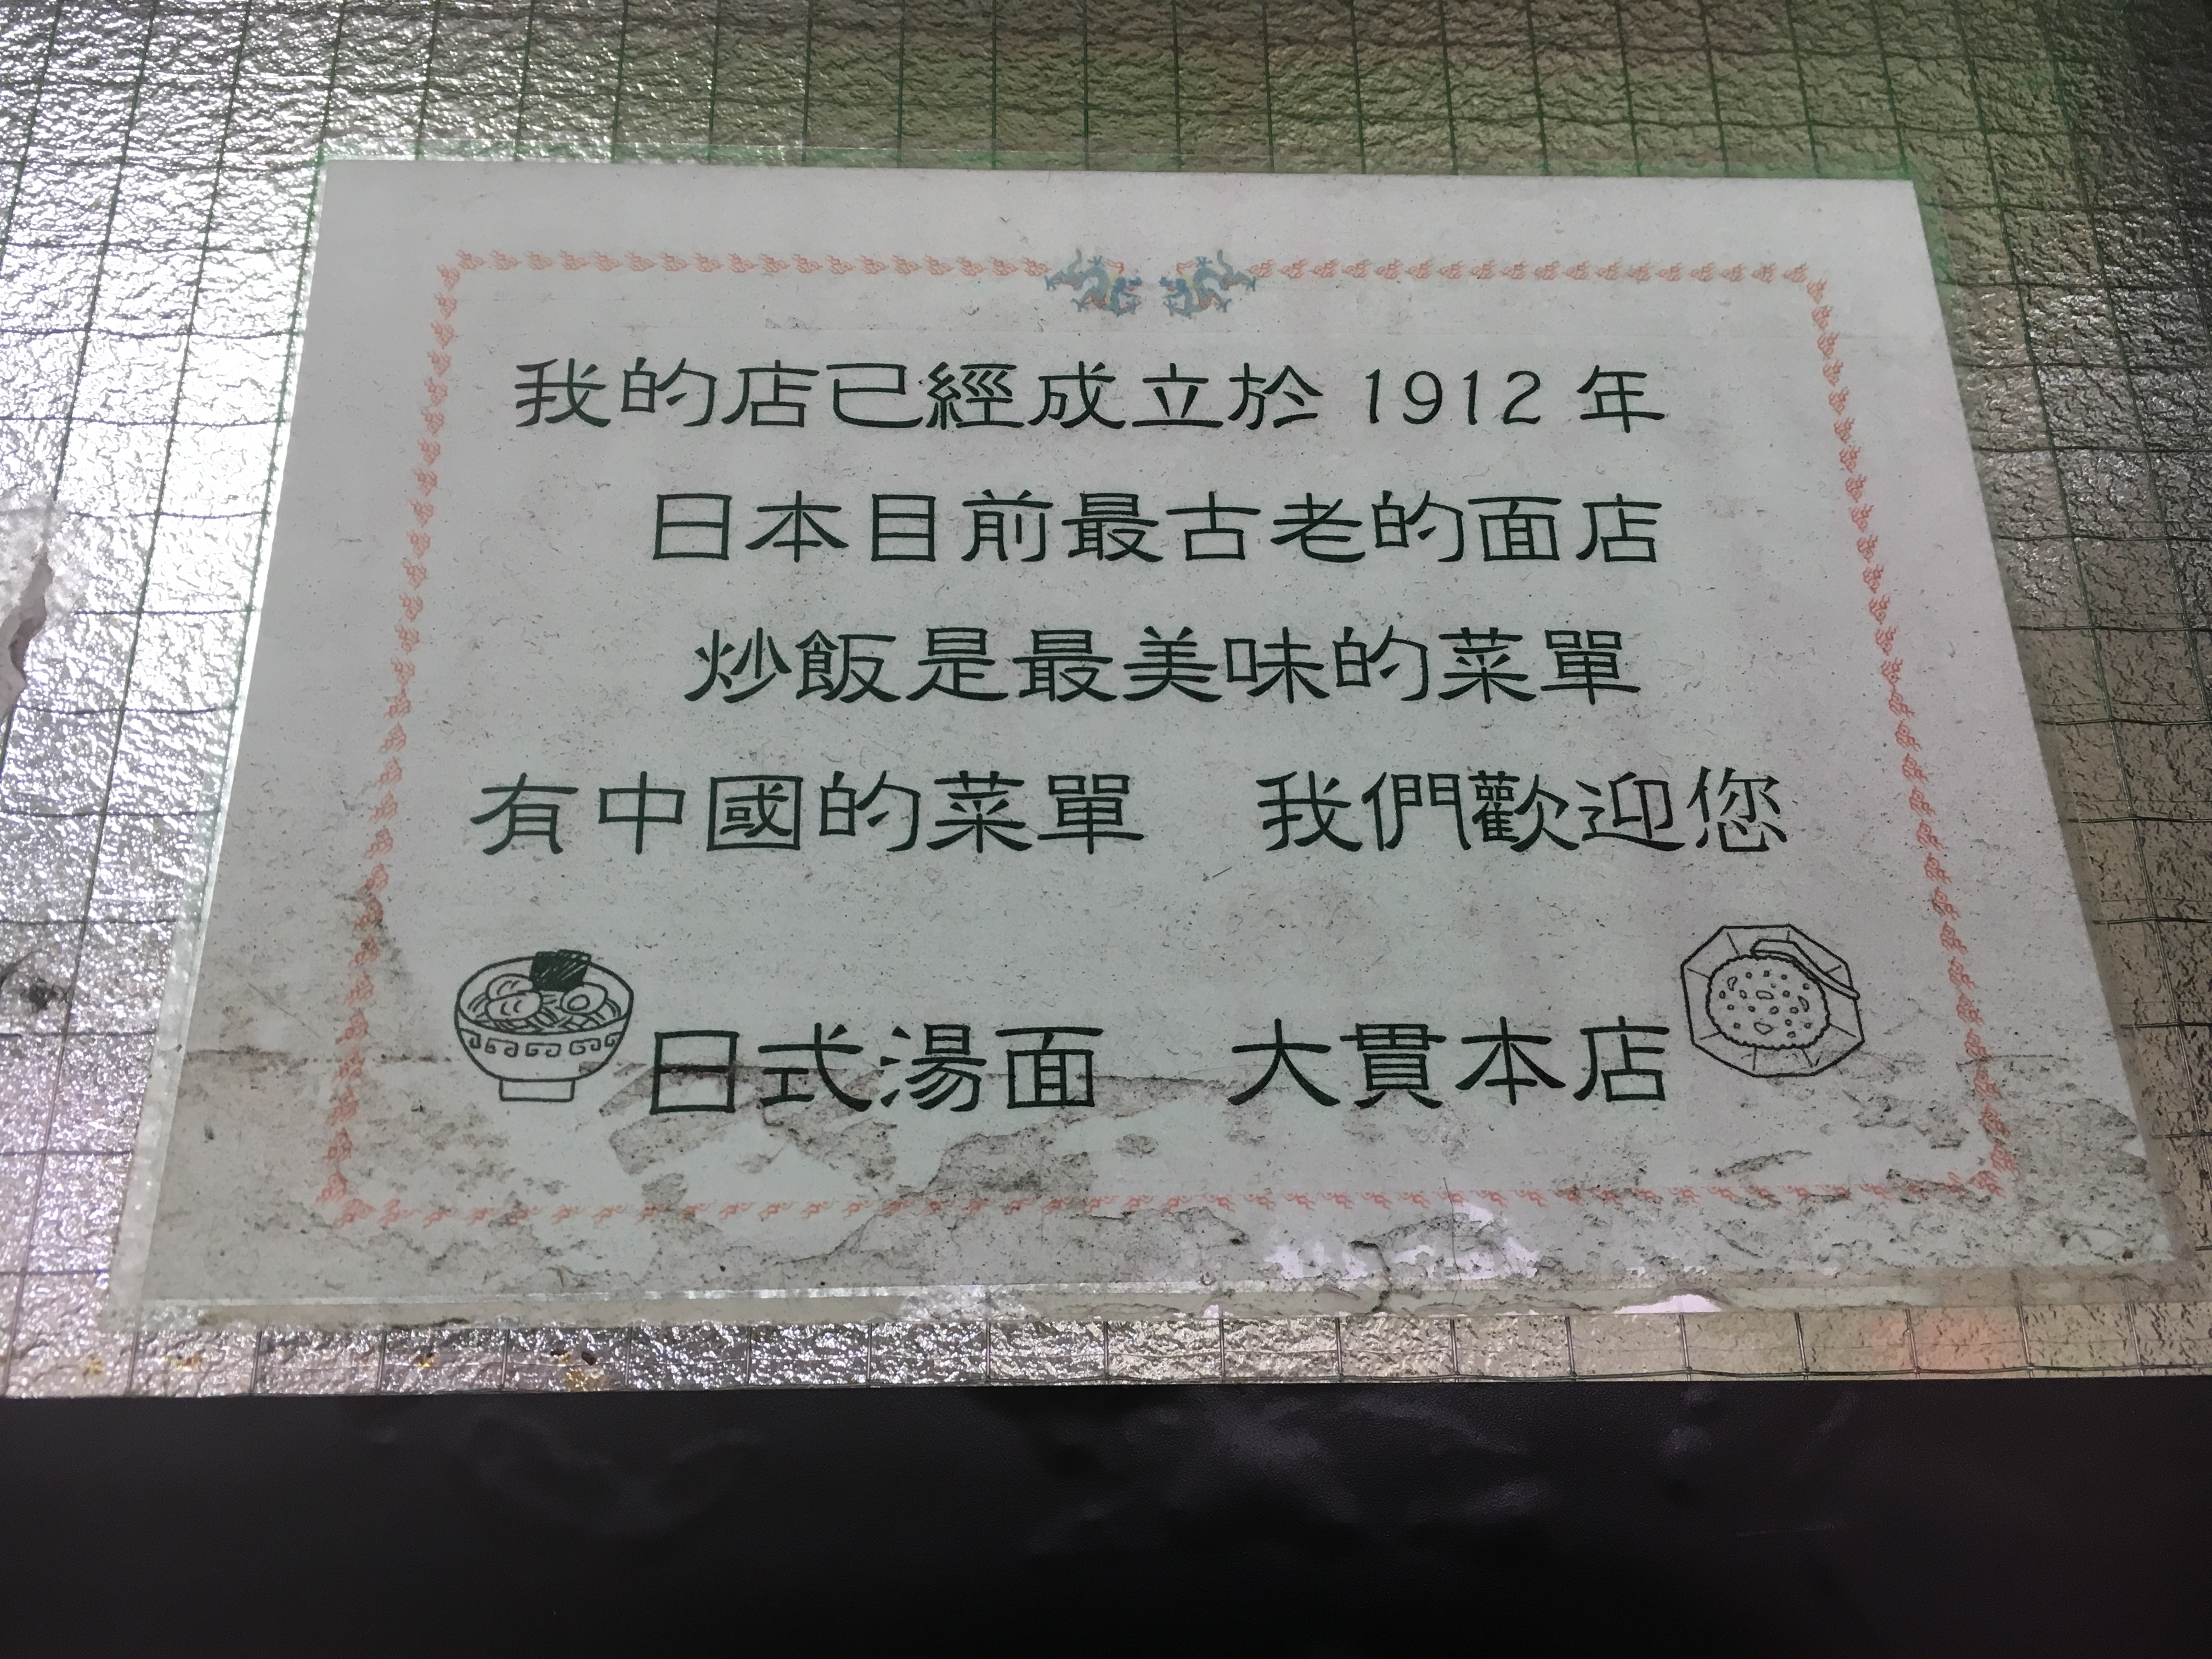 我的店已經成立於 1912 年
日本目前最古老的面店
炒飯是最美味的菜單
有中國的菜單　我們歡迎您
日式湯面　大貫本店